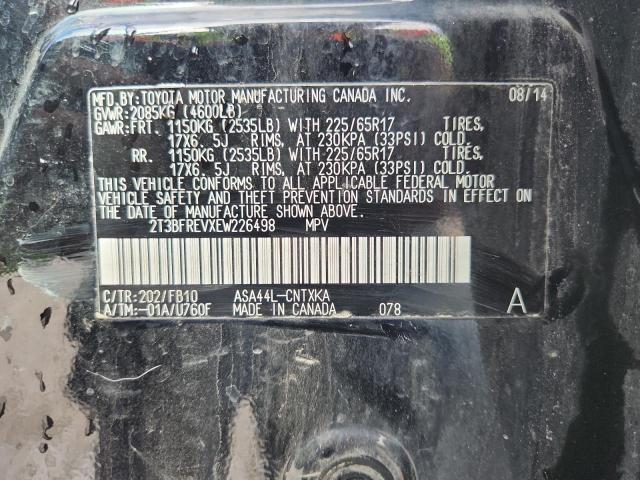 MFD.BY:TOYOTA MOTOR MANUFACTURING CANADA INC. 08/14
GVWR:2085KG (4600LB)
GAWR:FRT. 1150KG (2535LB) WITH 225/65R17 TIRES,
17X6. 5J RIMS, AT 230KPA (33PSI) COLD.
RR. 1150KG (2535LB) WITH 225/65R17 TIRES,
17X6. 5J RIMS, AT 230KPA (33PSI) COLD.
THIS VEHICLE CONFORMS TO ALL APPLICABLE FEDERAL MOTOR
VEHICLE SAFETY AND THEFT PREVENTION STANDARDS IN EFFECT ON
THE DATE OF MANUFACTURE SHOWN ABOVE.
2T3BFREVXEW226498 MPV
C/TR:202/FB10 ASA44L-CNTXKA
A/TM:-01A/U760F MADE IN CANADA 078 A